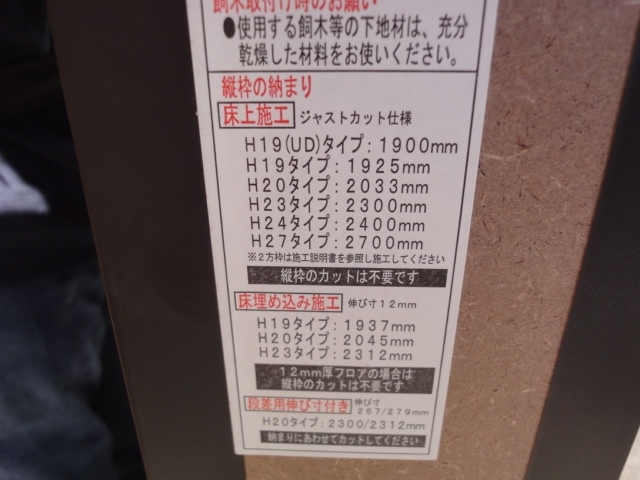 飼木取付け時のお願い
●使用する飼木等の下地材は、充分
乾燥した材料をお使いください。
縦枠の納まり
床上施工 ジャストカット仕様
H19(UD)タイプ：1900mm
H19タイプ：1925mm
H20タイプ：2033mm
H23タイプ：2300mm
H24タイプ：2400mm
H27タイプ：2700mm
※2方枠は施工説明書を参照し施工してください
縦枠のカットは不要です
床埋め込み施工 伸び寸12mm
H19タイプ：1937mm
H20タイプ：2045mm
H23タイプ：2312mm
12mm厚フロアの場合は
縦枠のカットは不要です
段差用伸び寸付き 伸び寸
267/279mm
H20タイプ：2300/2312mm
納まりにあわせてカットしてください